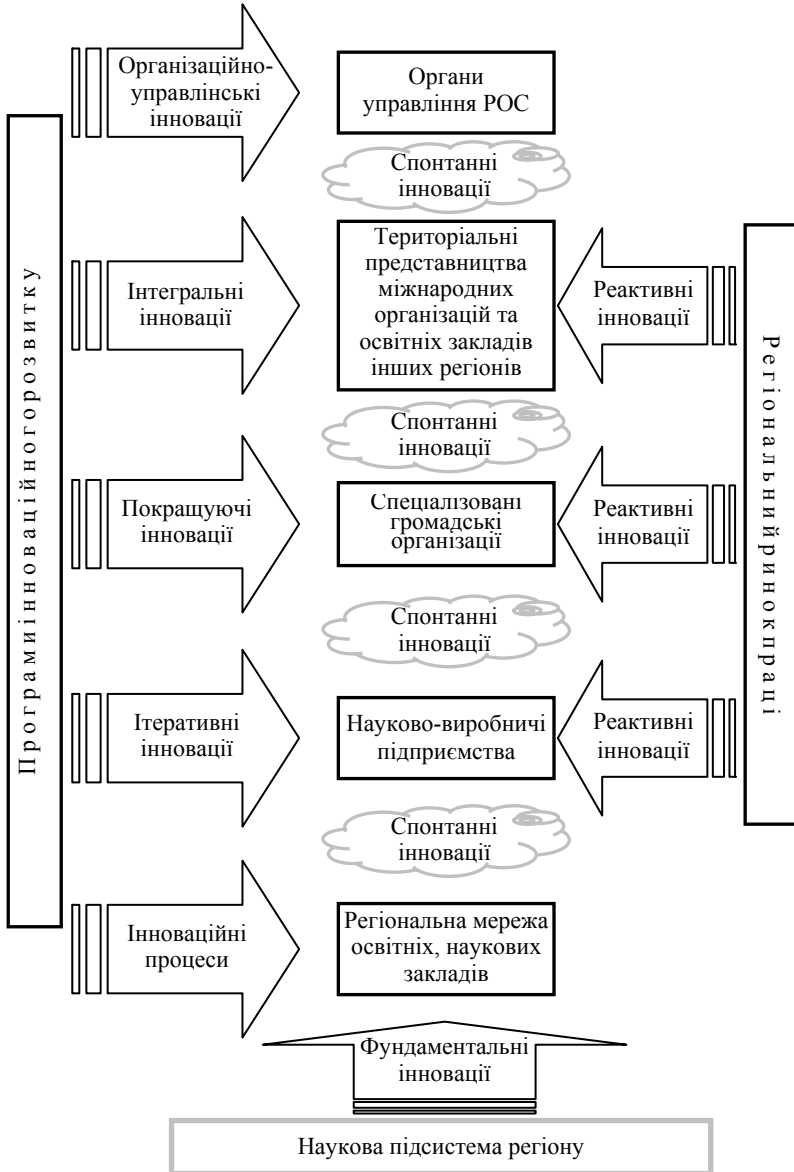 Організаційно-
управлінські
інновації
Органи
управління РОС
Спонтанні
інновації
Програмиінноваційногорозвитку
Інтегральні
інновації
Територіальні
представництва
міжнародних
організацій та
освітніх закладів
інших регіонів
Реактивні
інновації
Регіональнийринокпраці
Спонтанні
інновації
Покращуючі
інновації
Спеціалізовані
громадські
організації
Реактивні
інновації
Спонтанні
інновації
Ітеративні
інновації
Науково-виробничі
підприємства
Реактивні
інновації
Спонтанні
інновації
Інноваційні
процеси
Регіональна мережа
освітніх, наукових
закладів
Фундаментальні
інновації
Наукова підсистема регіону